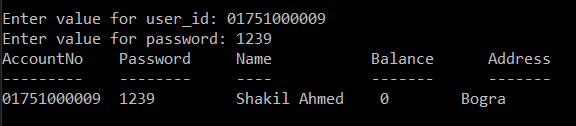 Enter value for user_id: 01751000009
Enter value for password: 1239
AccountNo    Password     Name           Balance      Address
---------    --------     ----           -------      -------
01751000009  1239         Shakil Ahmed    0        Bogra